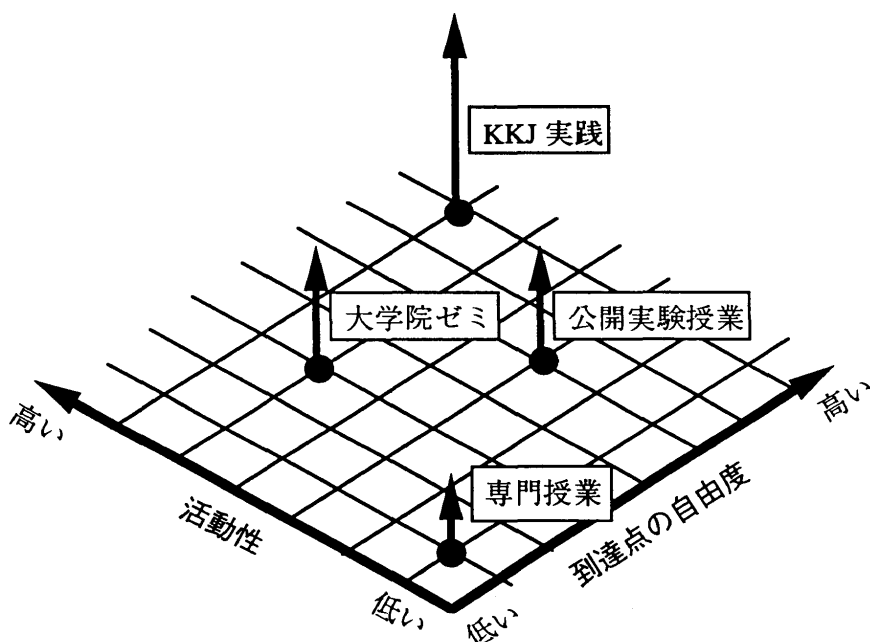 KKJ 実践
大学院ゼミ
公開実験授業
専門授業
高い
活動性
低い
低い
到達点の自由度
高い